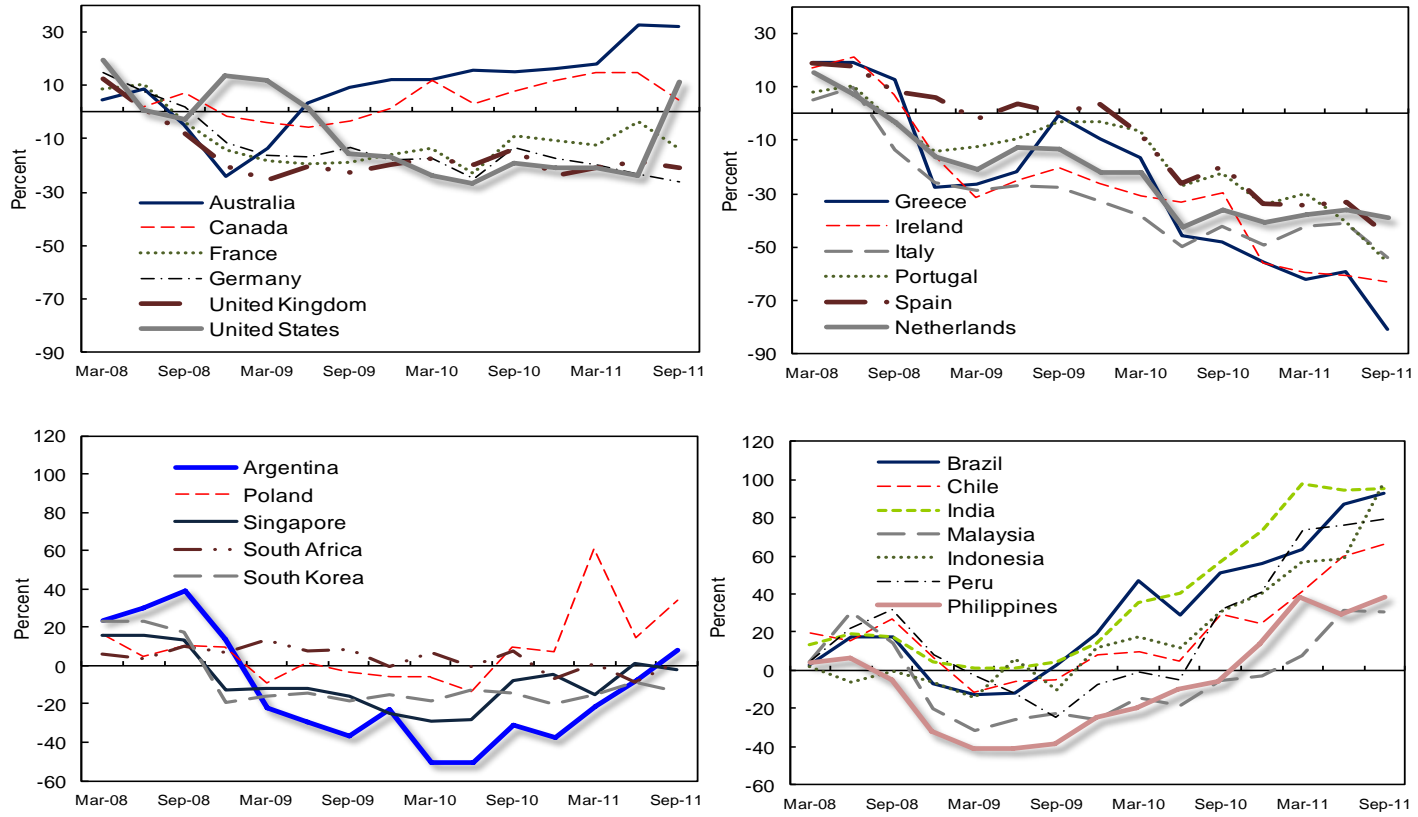 30
10
-10
-30
-50
-70
-90
Percent
Australia
Canada
France
Germany
United Kingdom
United States
Mar-08 Sep-08 Mar-09 Sep-09 Mar-10 Sep-10 Mar-11 Sep-11
30
10
-10
-30
-50
-70
-90
Percent
Greece
Ireland
Italy
Portugal
Spain
Netherlands
Mar-08 Sep-08 Mar-09 Sep-09 Mar-10 Sep-10 Mar-11 Sep-11
120
100
80
60
40
20
0
-20
-40
-60
Percent
Argentina
Poland
Singapore
South Africa
South Korea
Mar-08 Sep-08 Mar-09 Sep-09 Mar-10 Sep-10 Mar-11 Sep-11
120
100
80
60
40
20
0
-20
-40
-60
Percent
Brazil
Chile
India
Malaysia
Indonesia
Peru
Philippines
Mar-08 Sep-08 Mar-09 Sep-09 Mar-10 Sep-10 Mar-11 Sep-11